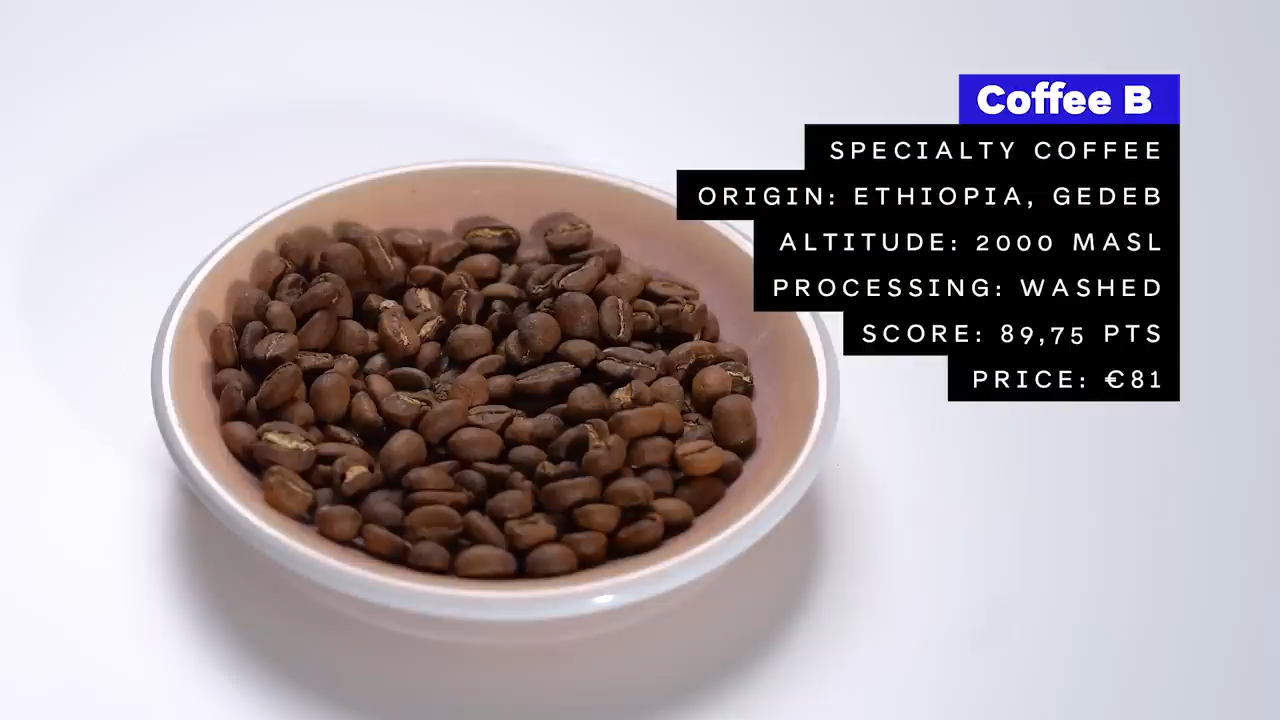 Coffee B
SPECIALTY COFFEE
ORIGIN: ETHIOPIA, GEDEB
ALTITUDE: 2000 MASL
PROCESSING: WASHED
SCORE: 89,75 PTS
PRICE: €81